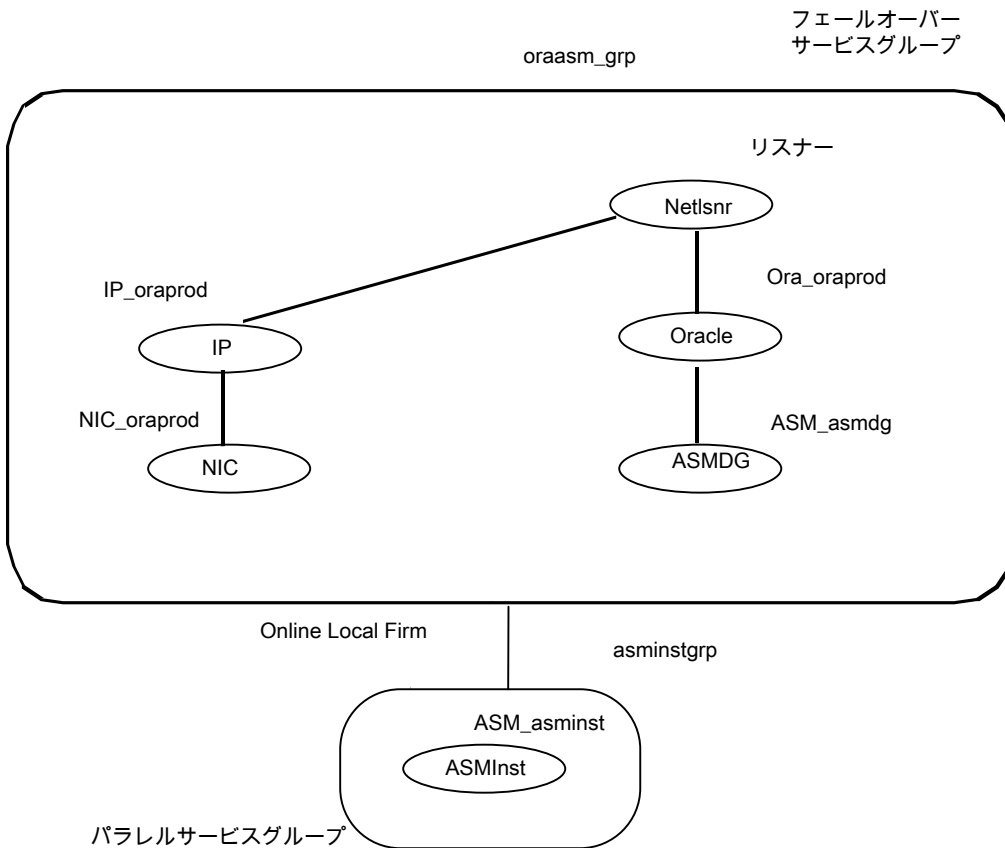 フェールオーバー
サービスグループ
oraasm_grp
リスナー
Netlsnr
IP_oraprod
Ora_oraprod
IP
Oracle
NIC_oraprod
ASM_asmdg
NIC
ASMDG
Online Local Firm
asminstgrp
ASM_asminst
ASMInst
パラレルサービスグループ